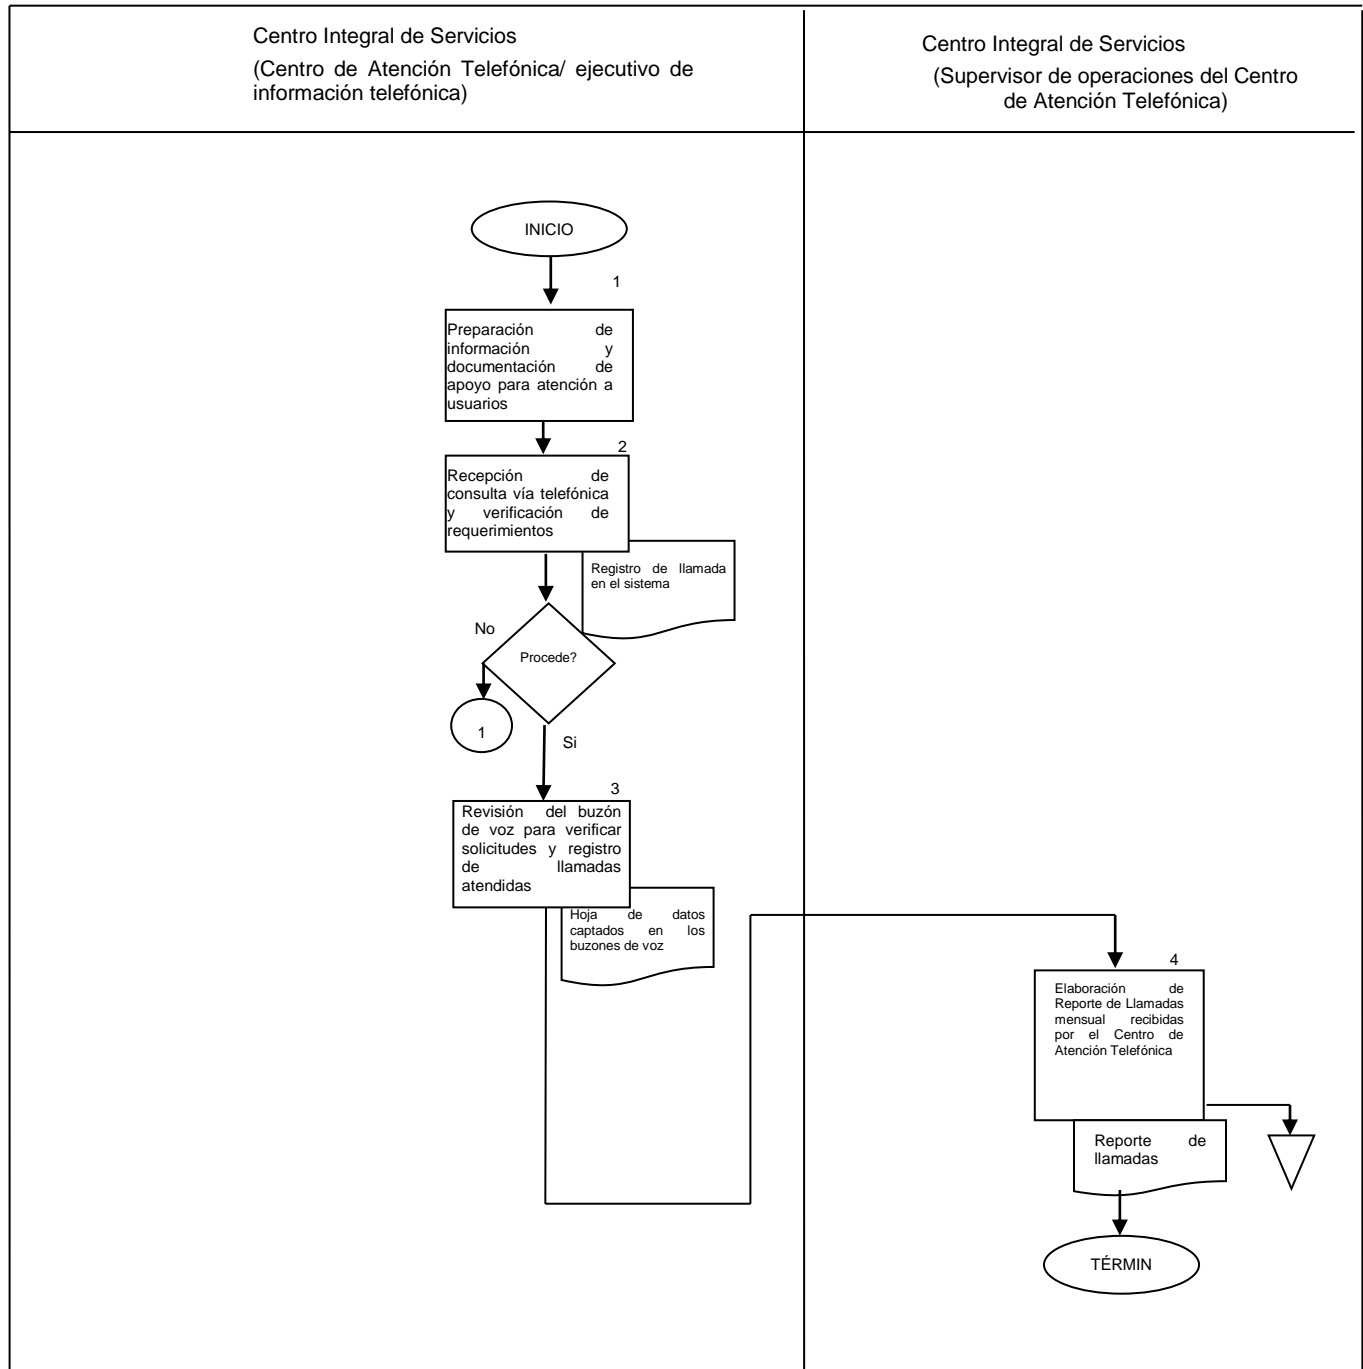 Centro Integral de Servicios
(Centro de Atención Telefónica/ ejecutivo de
información telefónica)
Centro Integral de Servicios
(Supervisor de operaciones del Centro
de Atención Telefónica)
INICIO
1
Preparación de
información y
documentación de
apoyo para atención a
usuarios
2
Recepción de
consulta vía telefónica
y verificación de
requerimientos
Registro de llamada
en el sistema
No
Procede?
1
Si
3
Revisión del buzón
de voz para verificar
solicitudes y registro
de llamadas
atendidas
Hoja de datos
captados en los
buzones de voz
4
Elaboración de
Reporte de Llamadas
mensual recibidas
por el Centro de
Atención Telefónica
Reporte de
llamadas
TÉRMIN